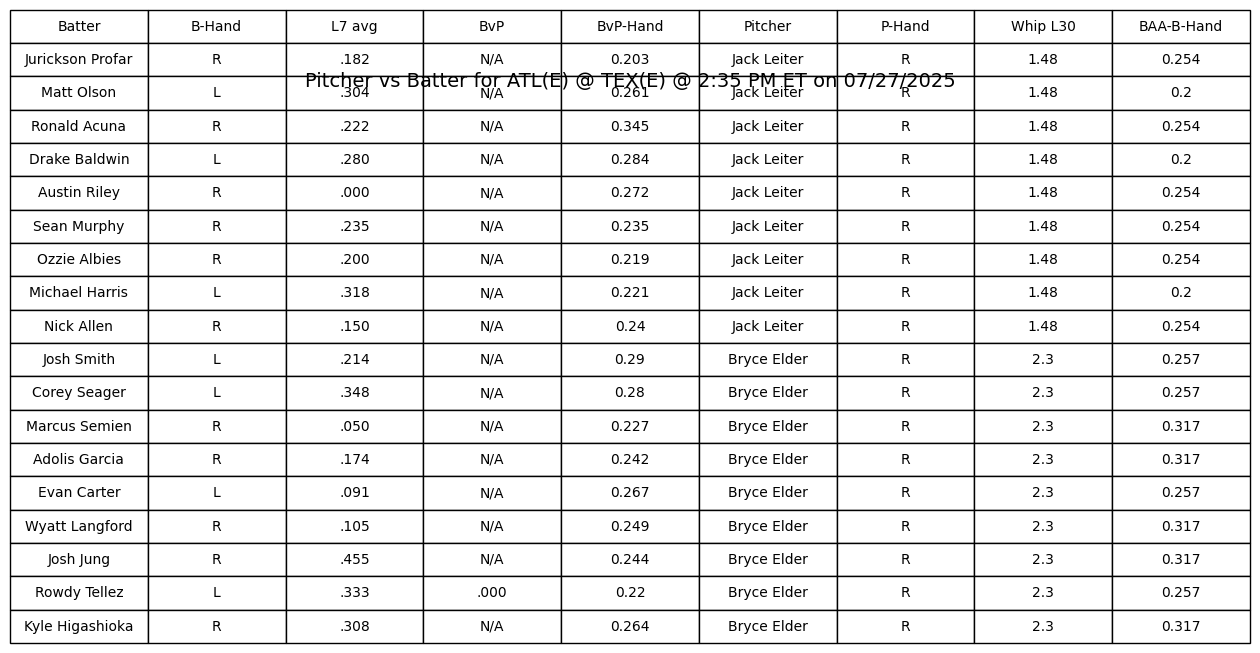 Batter B-Hand L7 avg BvP BvP-Hand Pitcher P-Hand Whip L30 BAA-B-Hand
Jurickson Profar R .182 N/A 0.203 Jack Leiter R 1.48 0.254
Pitcher vs Batter for ATL(E) @ TEX(E) @ 2:35 PM ET on 07/27/2025
Matt Olson L .304 N/A 0.261 Jack Leiter R 1.48 0.2
Ronald Acuna R .222 N/A 0.345 Jack Leiter R 1.48 0.254
Drake Baldwin L .280 N/A 0.284 Jack Leiter R 1.48 0.2
Austin Riley R .000 N/A 0.272 Jack Leiter R 1.48 0.254
Sean Murphy R .235 N/A 0.235 Jack Leiter R 1.48 0.254
Ozzie Albies R .200 N/A 0.219 Jack Leiter R 1.48 0.254
Michael Harris L .318 N/A 0.221 Jack Leiter R 1.48 0.2
Nick Allen R .150 N/A 0.24 Jack Leiter R 1.48 0.254
Josh Smith L .214 N/A 0.29 Bryce Elder R 2.3 0.257
Corey Seager L .348 N/A 0.28 Bryce Elder R 2.3 0.257
Marcus Semien R .050 N/A 0.227 Bryce Elder R 2.3 0.317
Adolis Garcia R .174 N/A 0.242 Bryce Elder R 2.3 0.317
Evan Carter L .091 N/A 0.267 Bryce Elder R 2.3 0.257
Wyatt Langford R .105 N/A 0.249 Bryce Elder R 2.3 0.317
Josh Jung R .455 N/A 0.244 Bryce Elder R 2.3 0.317
Rowdy Tellez L .333 .000 0.22 Bryce Elder R 2.3 0.257
Kyle Higashioka R .308 N/A 0.264 Bryce Elder R 2.3 0.317